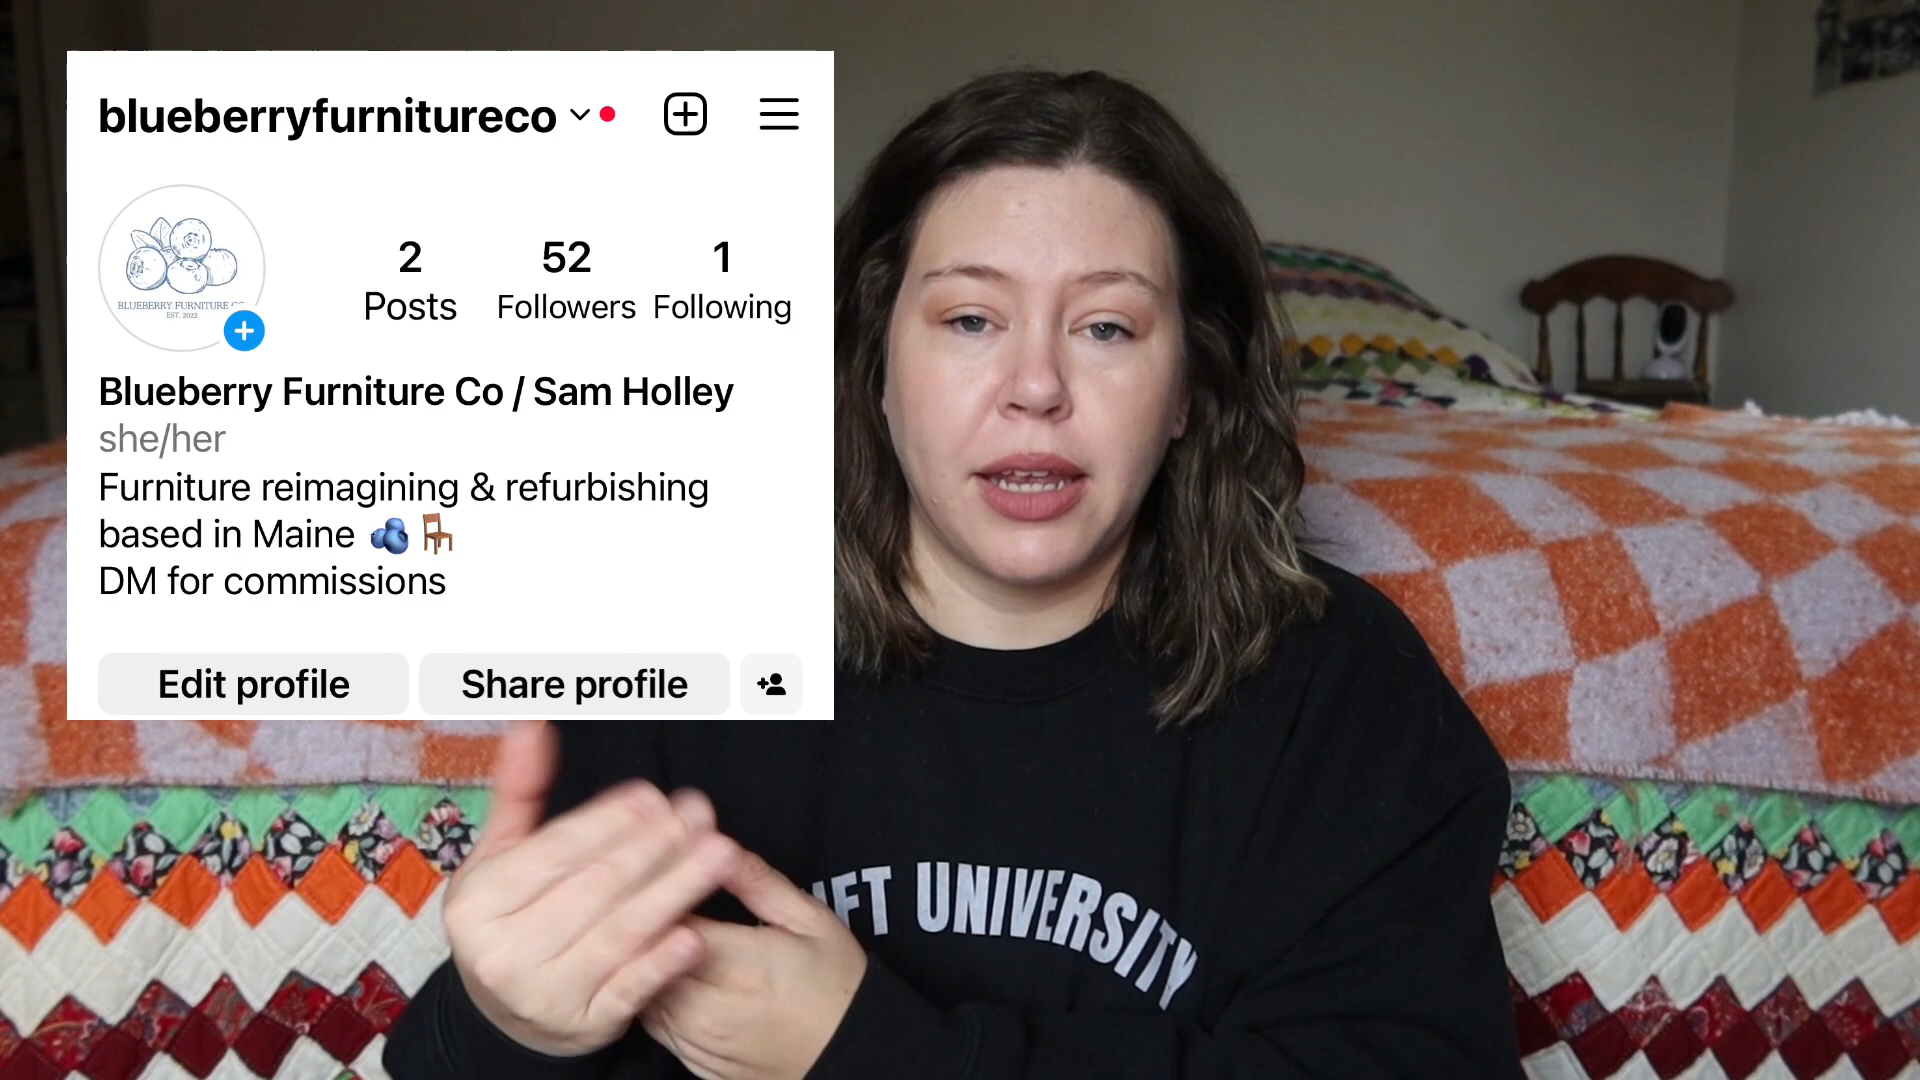 blueberryfurnitureco
2 52 1
Posts Followers Following
BLUEBERRY FURNITURE
EST. 2022
Blueberry Furniture Co / Sam Holley
she/her
Furniture reimagining & refurbishing
based in Maine
DM for commissions
Edit profile Share profile
UNIVERSITY